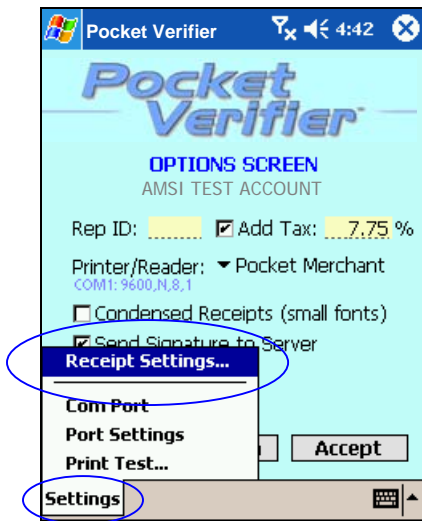 Pocket Verifier 4:42
Pocket
Verifier
OPTIONS SCREEN
AMSI TEST ACCOUNT
Rep ID: Add Tax: 7.75 %
Printer/Reader: Pocket Merchant
COM1: 9600,N,8,1
Condensed Receipts (small fonts)
Send Signature to Server
Receipt Settings...
Com Port
Port Settings
Print Test...
Accept
Settings